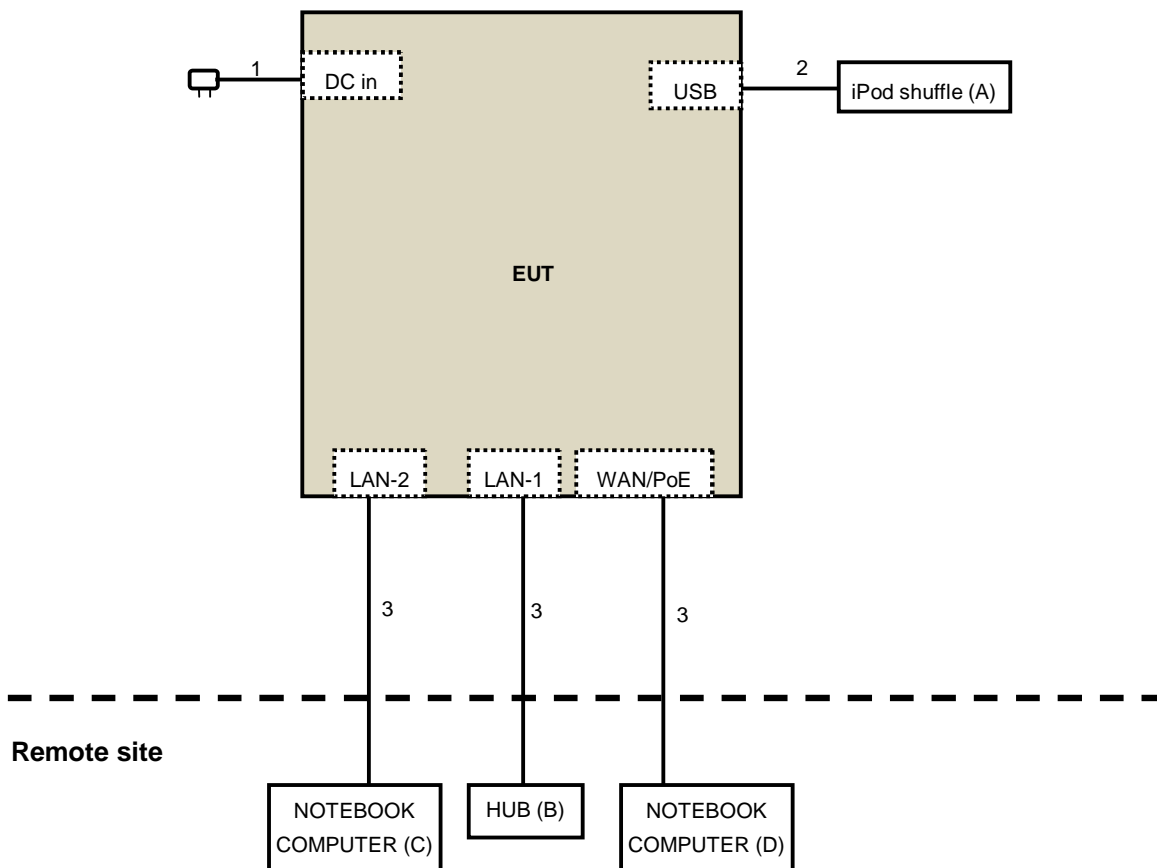 1
DC in
USB
2
iPod shuffle (A)
EUT
LAN-2
LAN-1
WAN/PoE
3
3
3
Remote site
NOTEBOOK
COMPUTER (C)
HUB (B)
NOTEBOOK
COMPUTER (D)